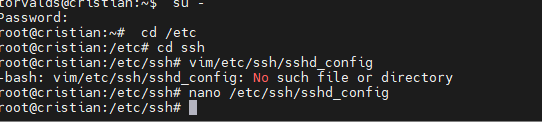 torvalds@cristian:~$  su -
Password:
root@cristian:~#  cd /etc
root@cristian:/etc# cd ssh
root@cristian:/etc/ssh# vim/etc/ssh/sshd_config
-bash: vim/etc/ssh/sshd_config: No such file or directory
root@cristian:/etc/ssh# nano /etc/ssh/sshd_config
root@cristian:/etc/ssh#